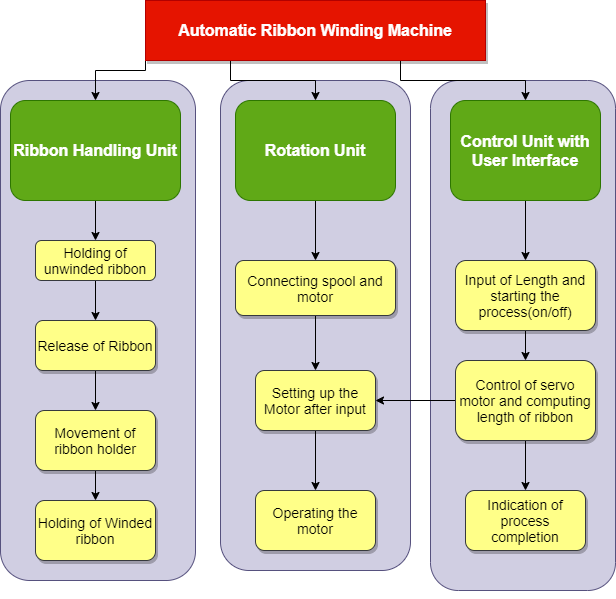 Automatic Ribbon Winding Machine
Ribbon Handling Unit
Holding of
unwinded ribbon
Release of Ribbon
Movement of
ribbon holder
Holding of Winded
ribbon
Rotation Unit
Connecting spool and
motor
Setting up the
Motor after input
Operating the
motor
Control Unit with
User Interface
Input of Length and
starting the
process(on/off)
Control of servo
motor and computing
length of ribbon
Indication of
process
completion